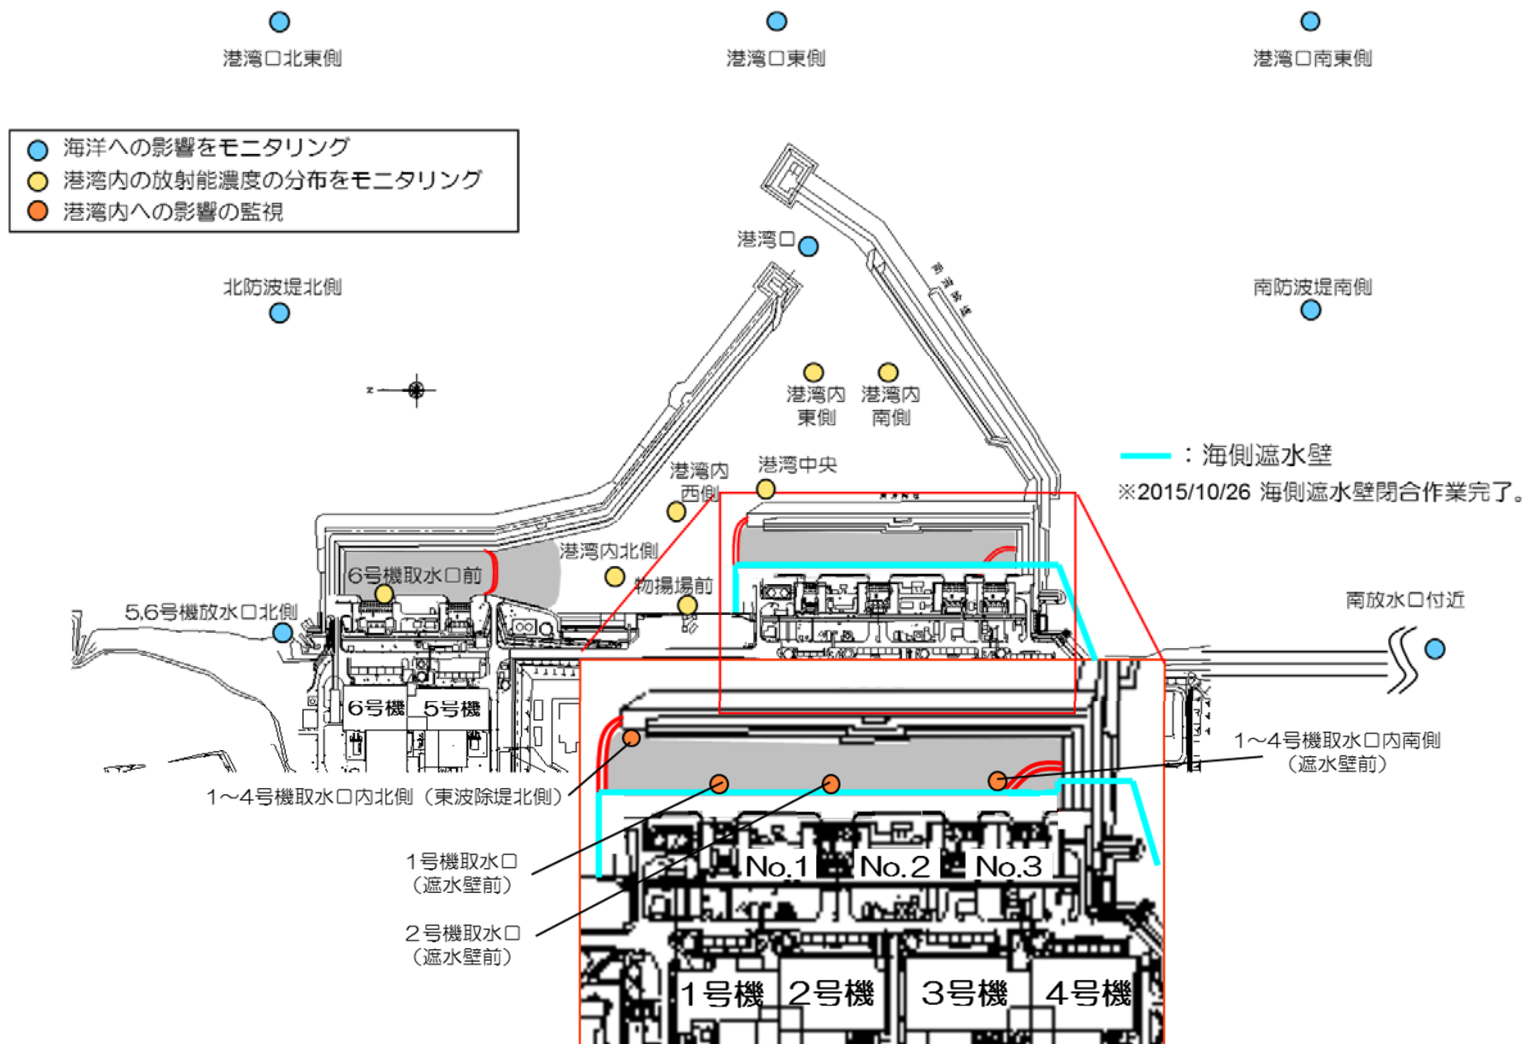 港湾口北東側
港湾口東側
港湾口南東側
海洋への影響をモニタリング
港湾内の放射能濃度の分布をモニタリング
港湾内への影響の監視
港湾口
北防波堤北側
南防波堤南側
N
港湾内
東側
港湾内
南側
:海側遮水壁
※2015/10/26 海側遮水壁閉合作業完了。
港湾中央
港湾内
西側
港湾内北側
物揚場前
6号機取水口前
5,6号機放水口北側
南放水口付近
6号機
5号機
1~4号機取水口内南側
(遮水壁前)
1~4号機取水口内北側(東波除堤北側)
1号機取水口
(遮水壁前)
2号機取水口
(遮水壁前)
No.1
No.2
No.3
1号機
2号機
3号機
4号機